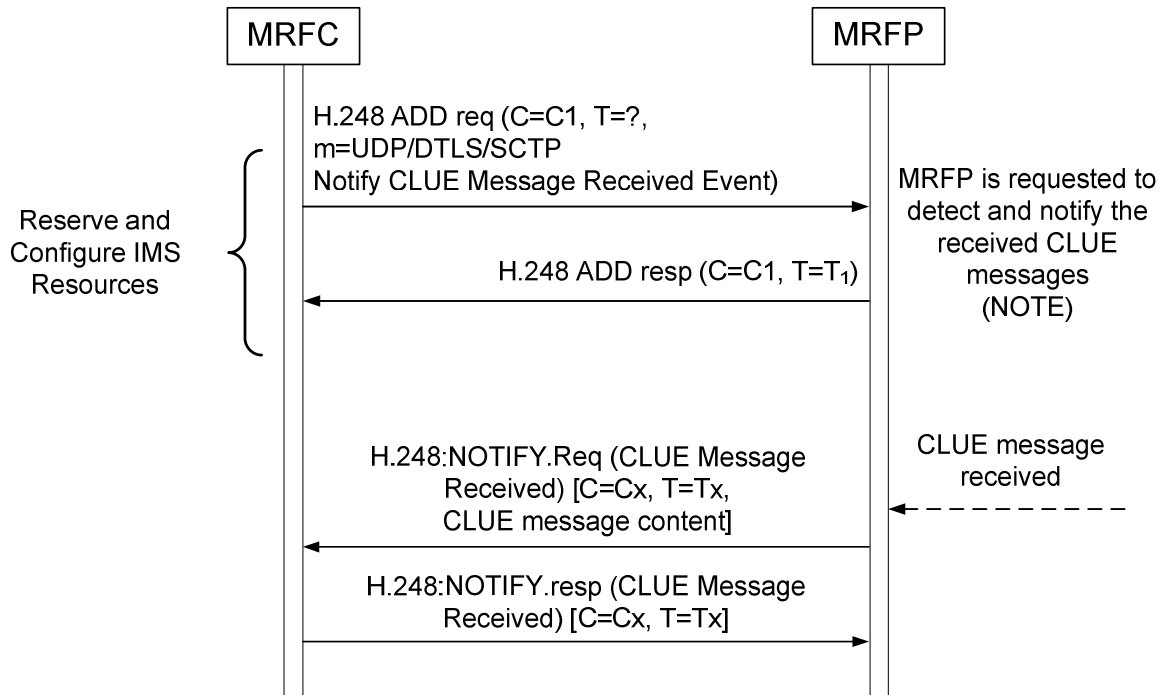 MRFC
MRFP
H.248 ADD req (C=C1, T=?,
m=UDP/DTLS/SCTP
Notify CLUE Message Received Event)
Reserve and
Configure IMS
Resources
MRFP is requested to
detect and notify the
received CLUE
messages
(NOTE)
H.248 ADD resp (C=C1, T=T₁)
CLUE message
received
H.248:NOTIFY.Req (CLUE Message
Received) [C=Cx, T=Tx,
CLUE message content]
H.248:NOTIFY.resp (CLUE Message
Received) [C=Cx, T=Tx]